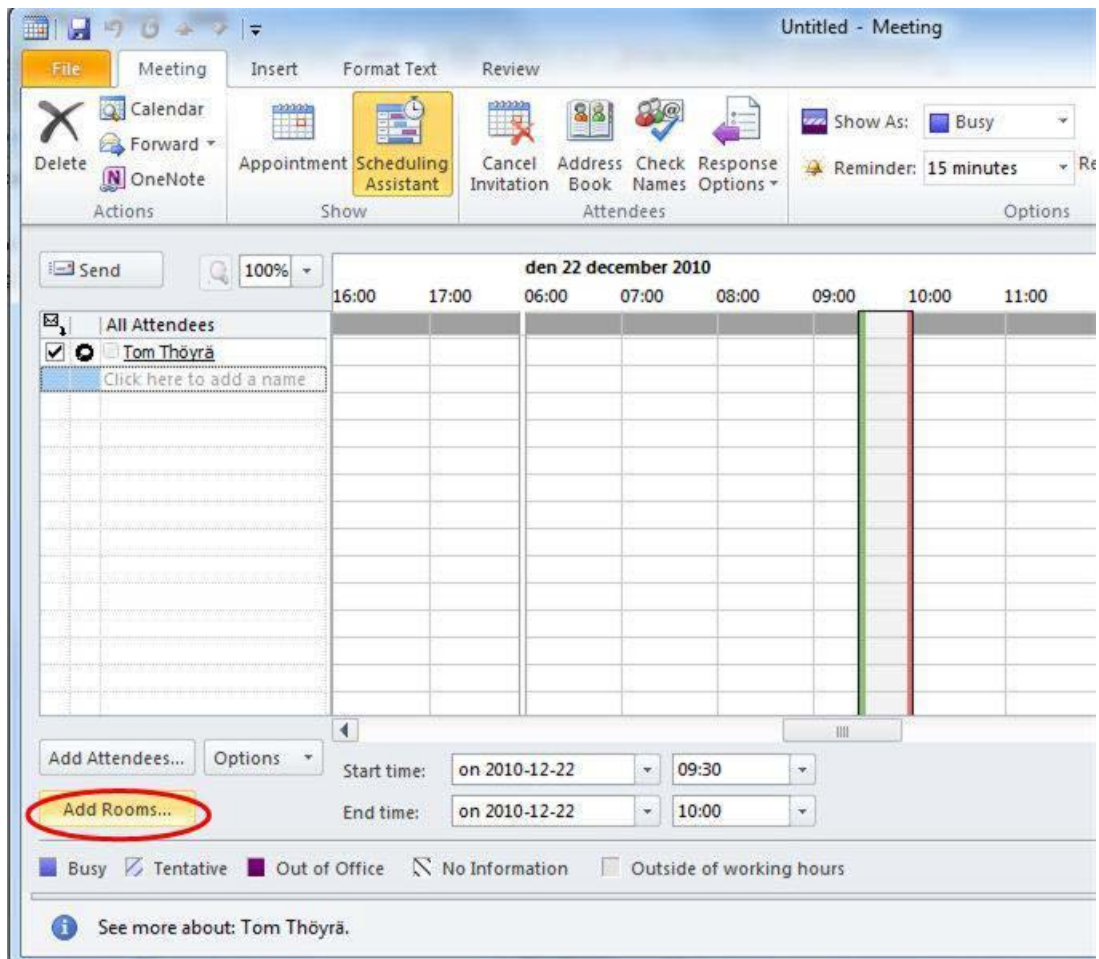 Untitled - Meeting
File Meeting Insert Format Text Review
Delete
Calendar
Forward
OneNote
Actions
Appointment
Scheduling Assistant
Show
Cancel Invitation
Address Book
Check Names
Response Options
Attendees
Show As: Busy
Reminder: 15 minutes
Re
Options
Send
100%
den 22 december 2010
16:00 17:00 06:00 07:00 08:00 09:00 10:00 11:00
All Attendees
Tom Thöyrä
Click here to add a name
Add Attendees... Options
Start time: on 2010-12-22 09:30
Add Rooms...
End time: on 2010-12-22 10:00
Busy Tentative Out of Office No Information Outside of working hours
See more about: Tom Thöyrä.